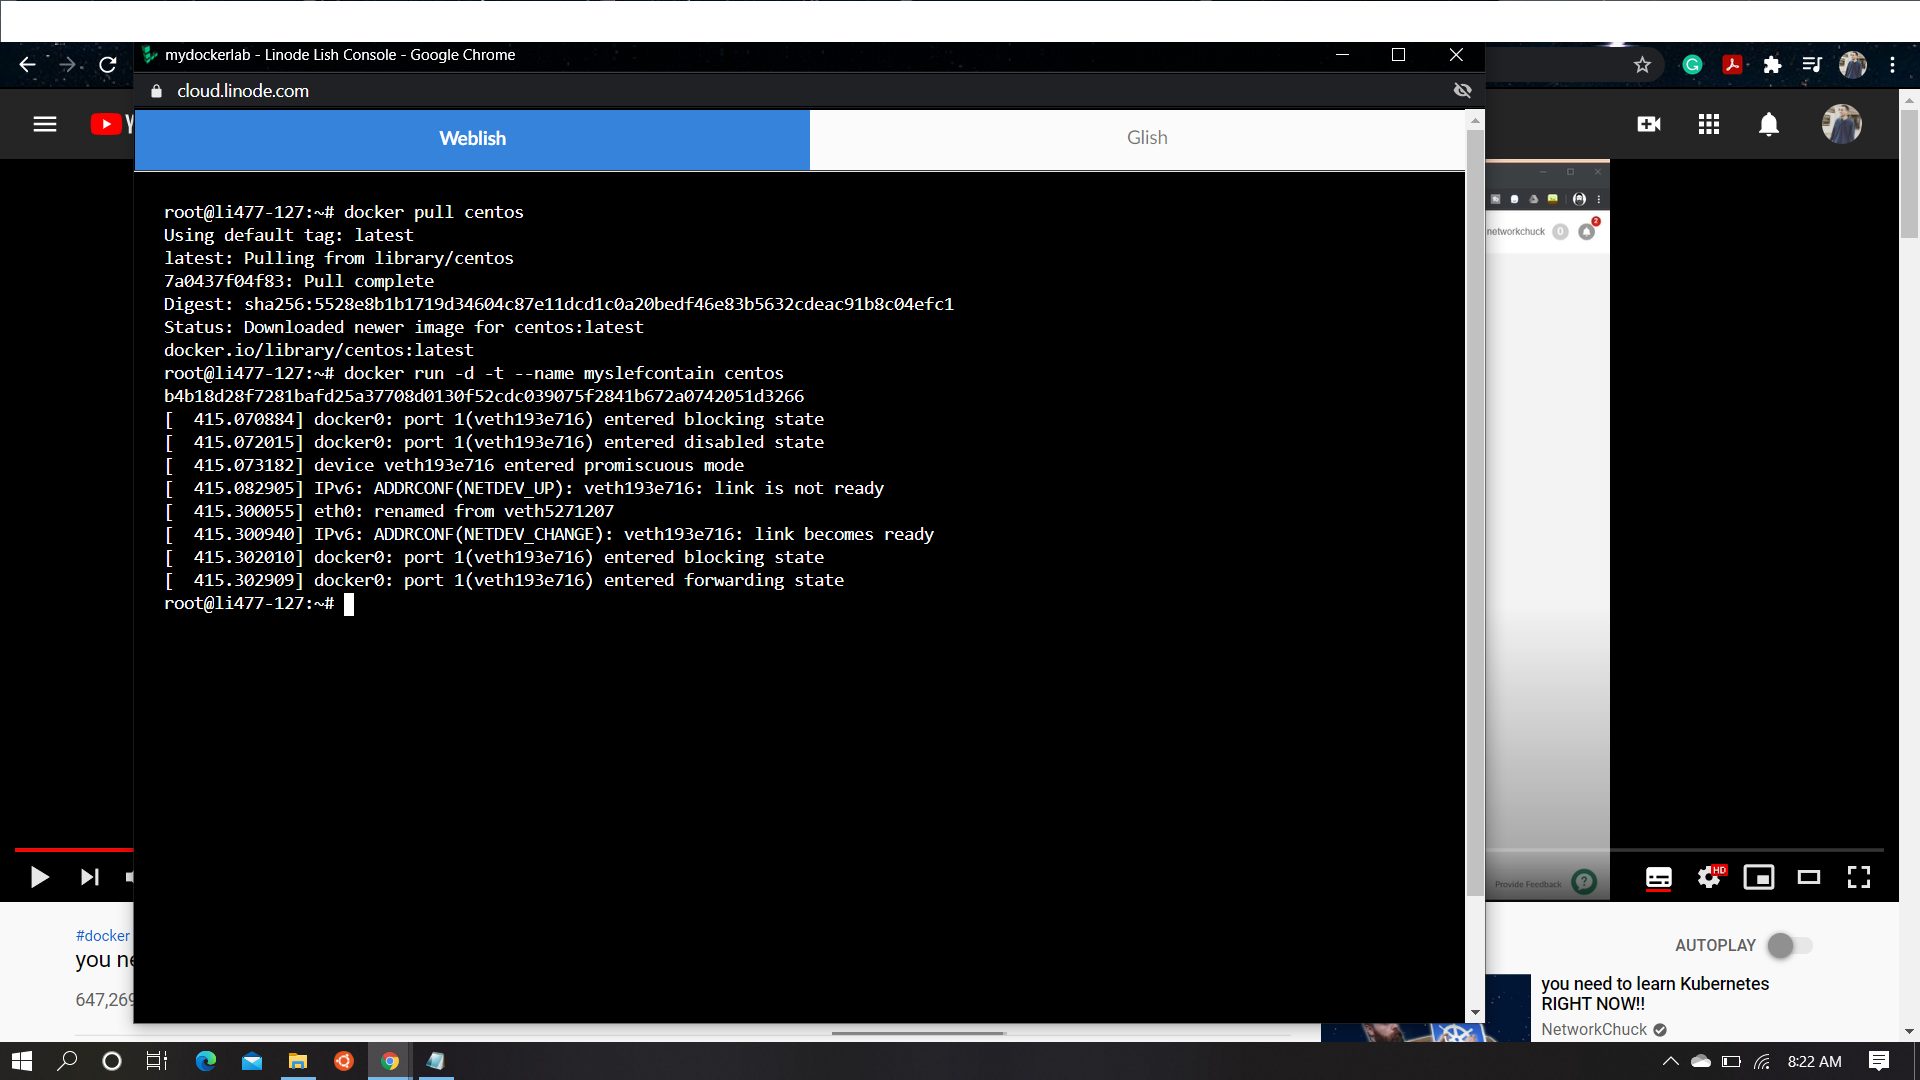 mydockerlab - Linode Lish Console - Google Chrome
cloud.linode.com
Weblish
Glish
root@li477-127:~# docker pull centos
Using default tag: latest
latest: Pulling from library/centos
7a0437f04f83: Pull complete
Digest: sha256:5528e8b1b1719d34604c87e11dcd1c0a20bedf46e83b5632cdeac91b8c04efc1
Status: Downloaded newer image for centos:latest
docker.io/library/centos:latest
root@li477-127:~# docker run -d -t --name myslefcontain centos
b4b18d28f7281bafd25a37708d0130f52cdc039075f2841b672a0742051d3266
[  415.070884] docker0: port 1(veth193e716) entered blocking state
[  415.072015] docker0: port 1(veth193e716) entered disabled state
[  415.073182] device veth193e716 entered promiscuous mode
[  415.082905] IPv6: ADDRCONF(NETDEV_UP): veth193e716: link is not ready
[  415.300055] eth0: renamed from veth5271207
[  415.300940] IPv6: ADDRCONF(NETDEV_CHANGE): veth193e716: link becomes ready
[  415.302010] docker0: port 1(veth193e716) entered blocking state
[  415.302909] docker0: port 1(veth193e716) entered forwarding state
root@li477-127:~#
networkchuck
0
2
Provide Feedback
HD
#docker
you ne
647,269
AUTOPLAY
you need to learn Kubernetes
RIGHT NOW!!
NetworkChuck
8:22 AM